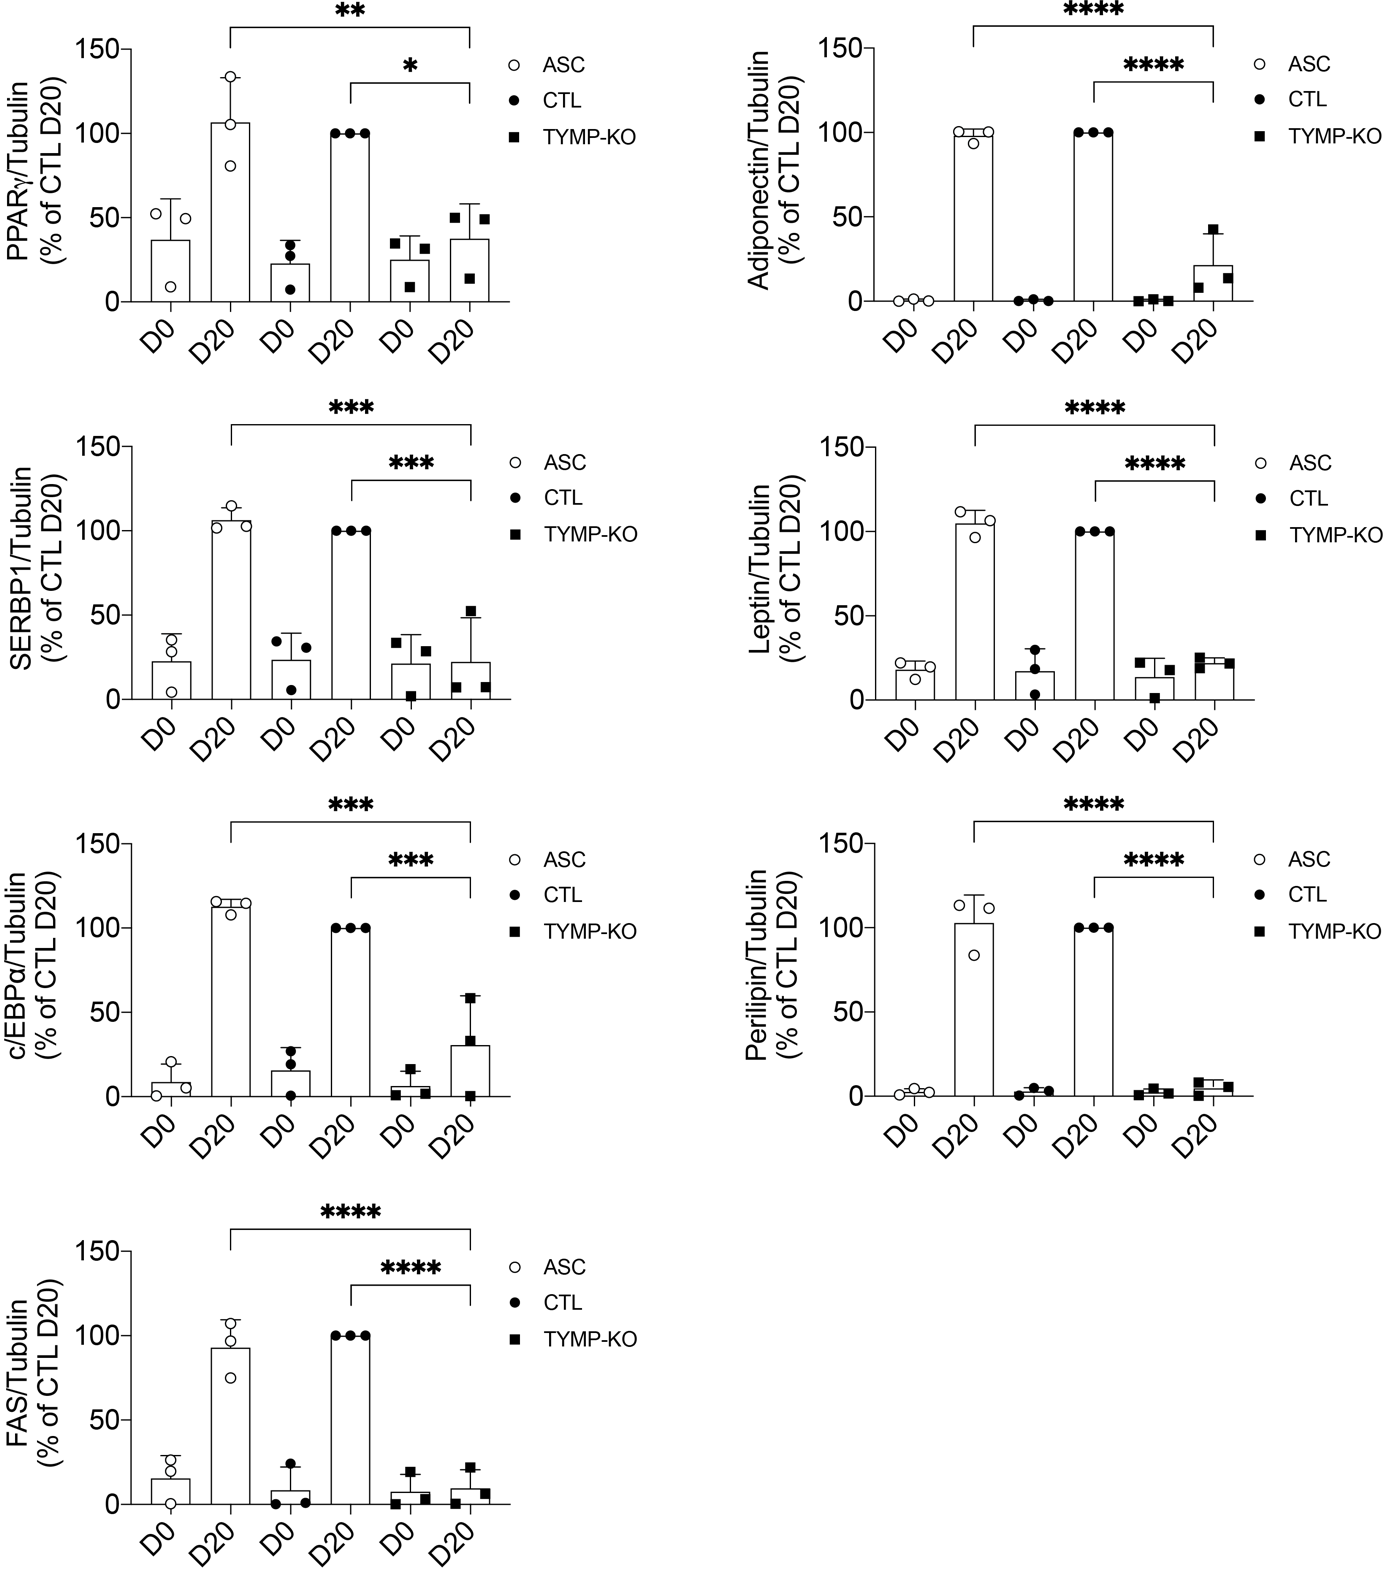 **
*
PPARγ/Tubulin
(% of CTL D20)
150
100
50
0
D0 D20 D0 D20 D0 D20
ASC
CTL
TYMP-KO
****
****
Adiponectin/Tubulin
(% of CTL D20)
150
100
50
0
D0 D20 D0 D20 D0 D20
ASC
CTL
TYMP-KO
***
***
SERBP1/Tubulin
(% of CTL D20)
150
100
50
0
D0 D20 D0 D20 D0 D20
ASC
CTL
TYMP-KO
****
****
Leptin/Tubulin
(% of CTL D20)
150
100
50
0
D0 D20 D0 D20 D0 D20
ASC
CTL
TYMP-KO
***
***
c/EBPα/Tubulin
(% of CTL D20)
150
100
50
0
D0 D20 D0 D20 D0 D20
ASC
CTL
TYMP-KO
****
****
Perilipin/Tubulin
(% of CTL D20)
150
100
50
0
D0 D20 D0 D20 D0 D20
ASC
CTL
TYMP-KO
****
****
FAS/Tubulin
(% of CTL D20)
150
100
50
0
D0 D20 D0 D20 D0 D20
ASC
CTL
TYMP-KO